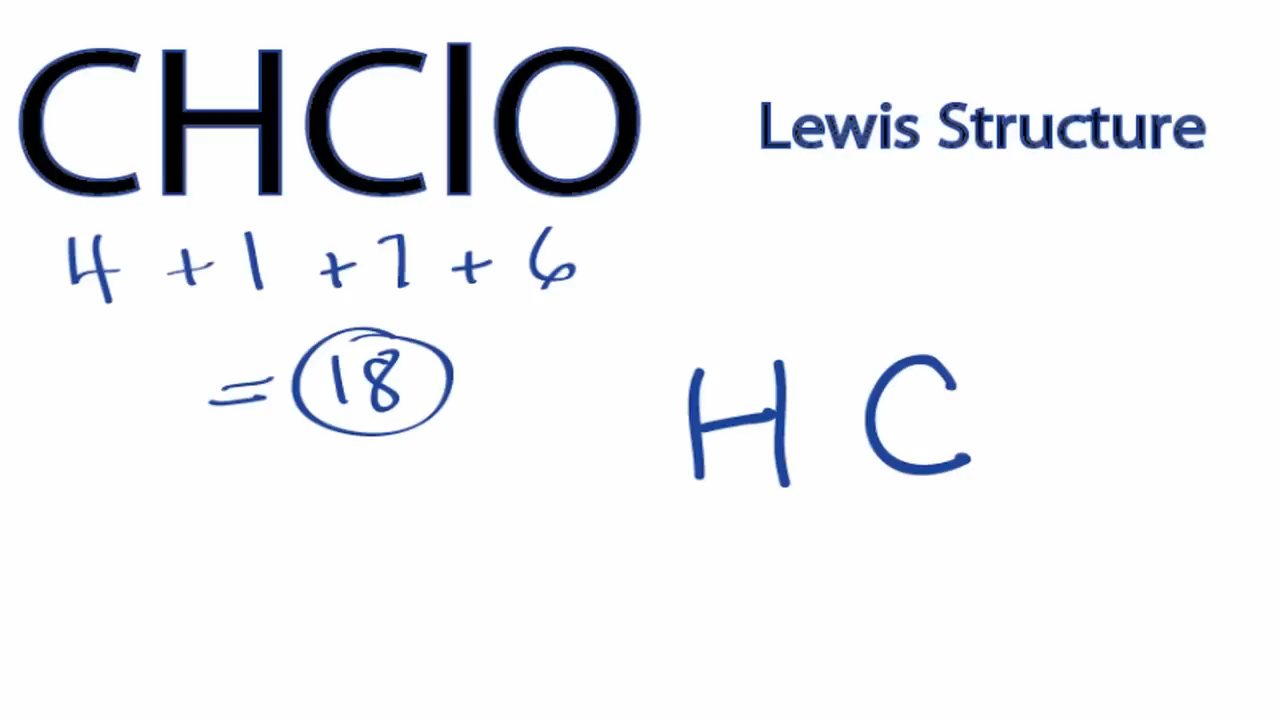 CHClO
Lewis Structure
4 + 1 + 7 + 6
= 18
H C